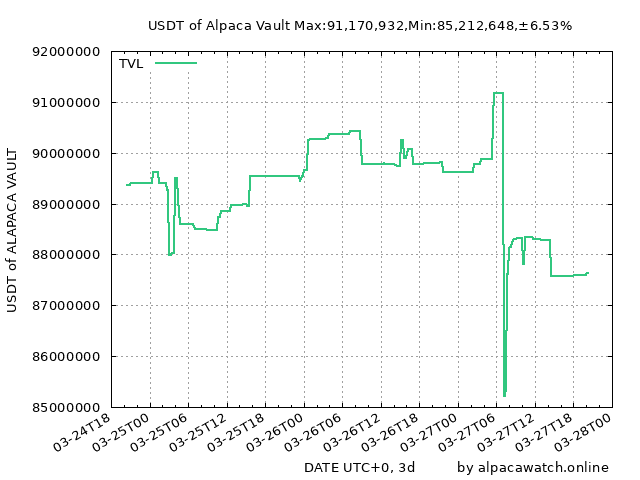 USDT of Alpaca Vault Max:91,170,932,Min:85,212,648,±6.53%
TVL
92000000
91000000
90000000
89000000
88000000
87000000
86000000
85000000
USDT of ALAPACA VAULT
03-24T18
03-25T00
03-25T06
03-25T12
03-25T18
03-26T00
03-26T06
03-26T12
03-26T18
03-27T00
03-27T06
03-27T12
03-27T18
03-28T00
DATE UTC+0, 3d
by alpacawatch.online